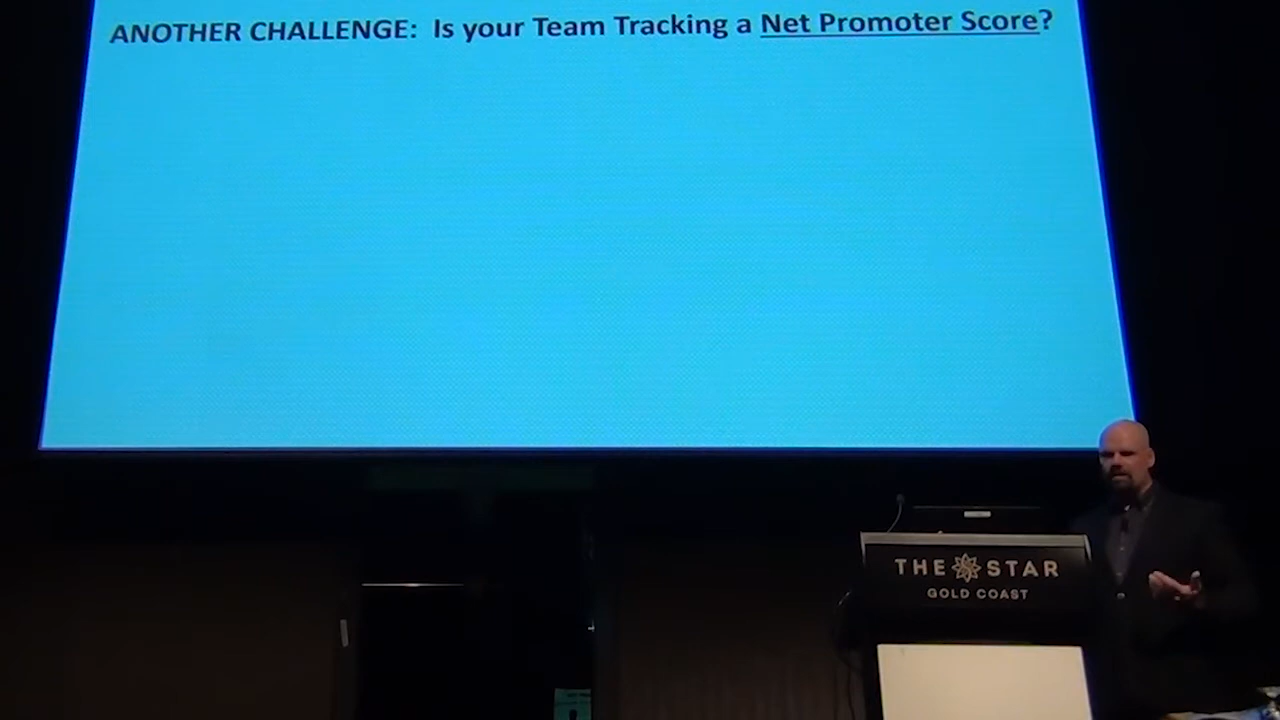 ANOTHER CHALLENGE: Is your Team Tracking a Net Promoter Score?
THE STAR
GOLD COAST